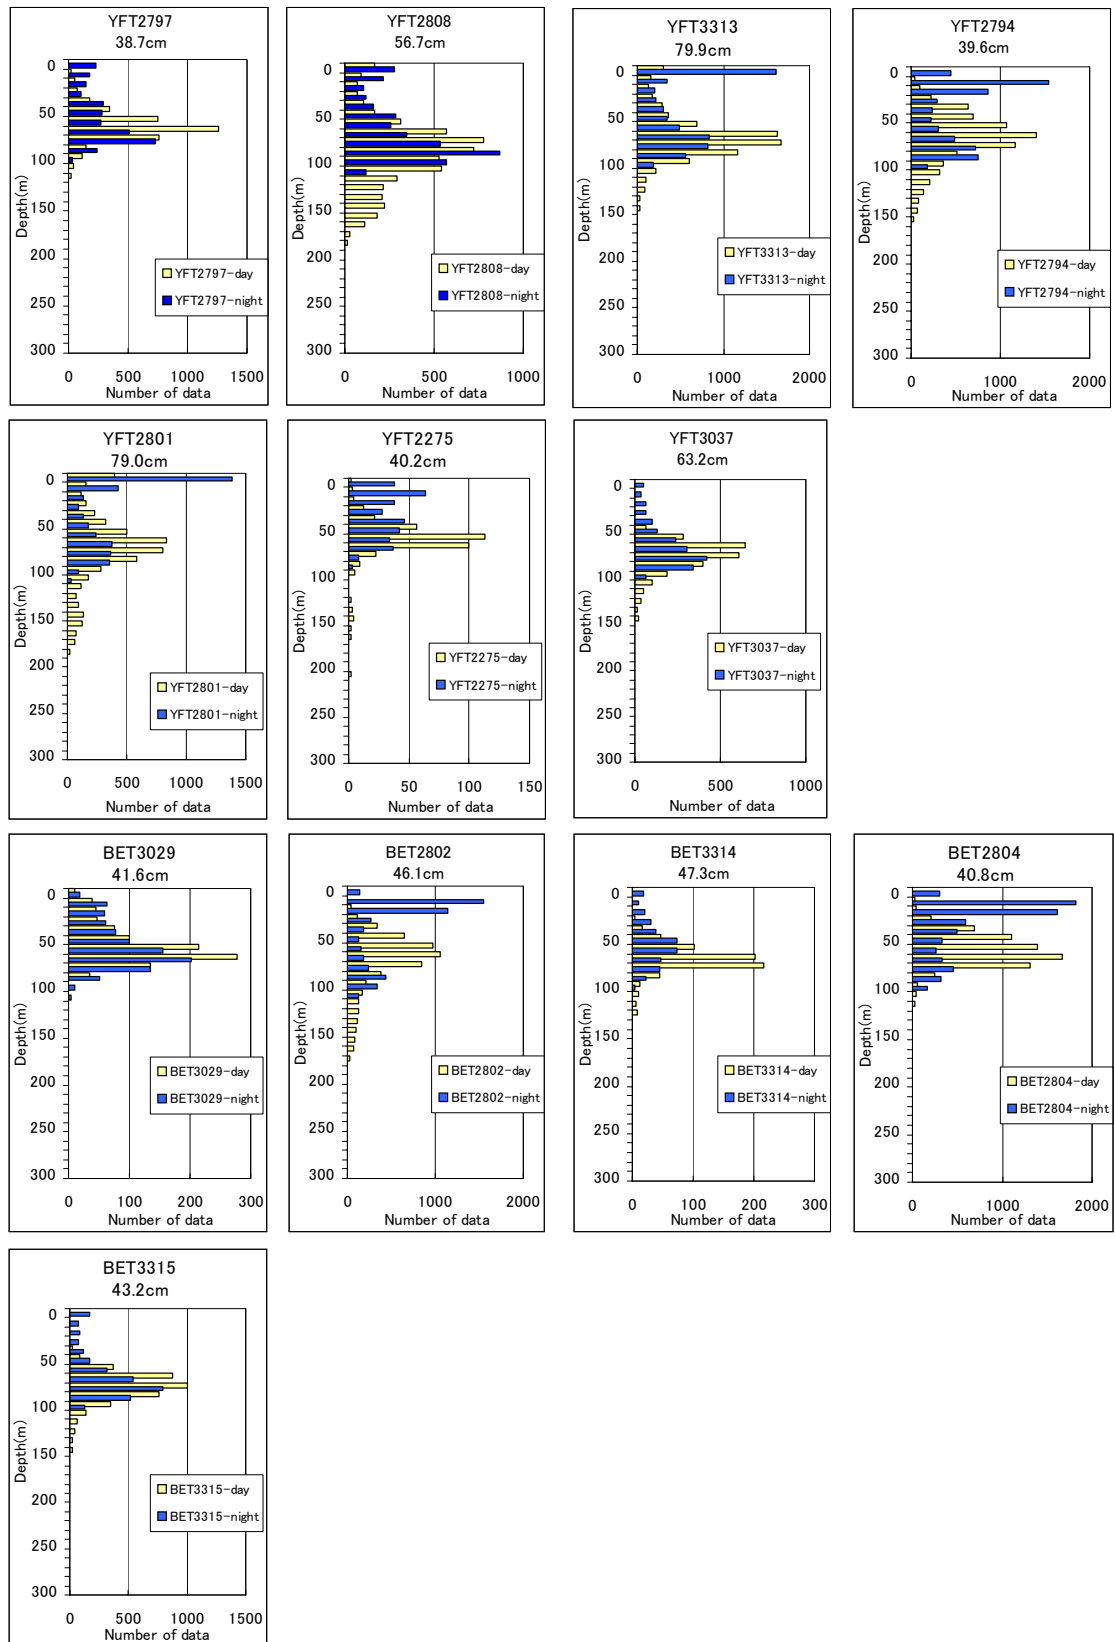 YFT2797
38.7cm
0
50
100
150
200
250
300
Depth(m)
YFT2797-day
YFT2797-night
0 500 1000 1500
Number of data
YFT2808
56.7cm
0
50
100
150
200
250
300
Depth(m)
YFT2808-day
YFT2808-night
0 500 1000
Number of data
YFT3313
79.9cm
0
50
100
150
200
250
300
Depth(m)
YFT3313-day
YFT3313-night
0 1000 2000
Number of data
YFT2794
39.6cm
0
50
100
150
200
250
300
Depth(m)
YFT2794-day
YFT2794-night
0 1000 2000
Number of data
YFT2801
79.0cm
0
50
100
150
200
250
300
Depth(m)
YFT2801-day
YFT2801-night
0 500 1000 1500
Number of data
YFT2275
40.2cm
0
50
100
150
200
250
300
Depth(m)
YFT2275-day
YFT2275-night
0 50 100 150
Number of data
YFT3037
63.2cm
0
50
100
150
200
250
300
Depth(m)
YFT3037-day
YFT3037-night
0 500 1000
Number of data
BET3029
41.6cm
0
50
100
150
200
250
300
Depth(m)
BET3029-day
BET3029-night
0 100 200 300
Number of data
BET2802
46.1cm
0
50
100
150
200
250
300
Depth(m)
BET2802-day
BET2802-night
0 1000 2000
Number of data
BET3314
47.3cm
0
50
100
150
200
250
300
Depth(m)
BET3314-day
BET3314-night
0 100 200 300
Number of data
BET2804
40.8cm
0
50
100
150
200
250
300
Depth(m)
BET2804-day
BET2804-night
0 1000 2000
Number of data
BET3315
43.2cm
0
50
100
150
200
250
300
Depth(m)
BET3315-day
BET3315-night
0 500 1000 1500
Number of data